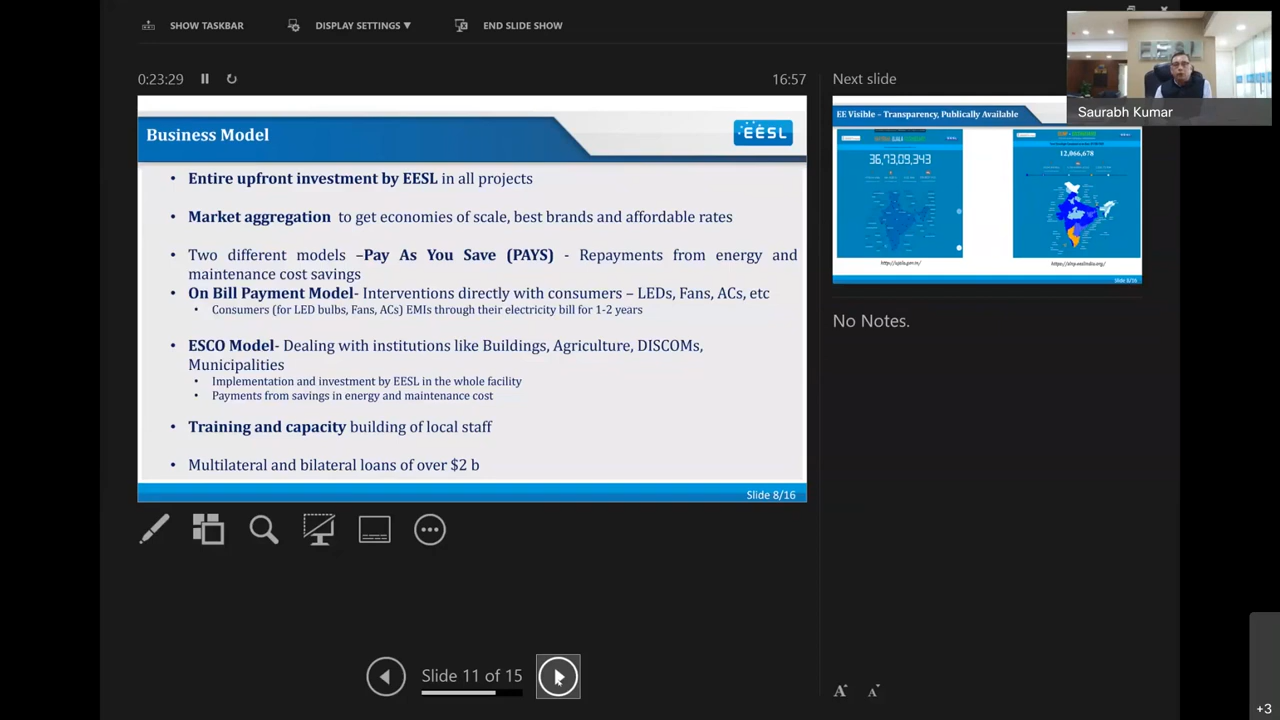 SHOW TASKBAR
DISPLAY SETTINGS ▼
END SLIDE SHOW
0:23:29
16:57
Next slide
Saurabh Kumar
Business Model
EESL
• Entire upfront investment by EESL in all projects
• Market aggregation to get economies of scale, best brands and affordable rates
Two different models -Pay As You Save (PAYS) - Repayments from energy and
maintenance cost savings
• On Bill Payment Model- Interventions directly with consumers – LEDs, Fans, ACs, etc
• Consumers (for LED bulbs, Fans, ACs) EMIs through their electricity bill for 1-2 years
• ESCO Model- Dealing with institutions like Buildings, Agriculture, DISCOMs,
Municipalities
• Implementation and investment by EESL in the whole facility
• Payments from savings in energy and maintenance cost
• Training and capacity building of local staff
• Multilateral and bilateral loans of over $2 b
Slide 8/16
EE Visible – Transparency, Publically Available
36,73,09,343
12,066,678
Slide 8/16
No Notes.
Slide 11 of 15
A A
+3